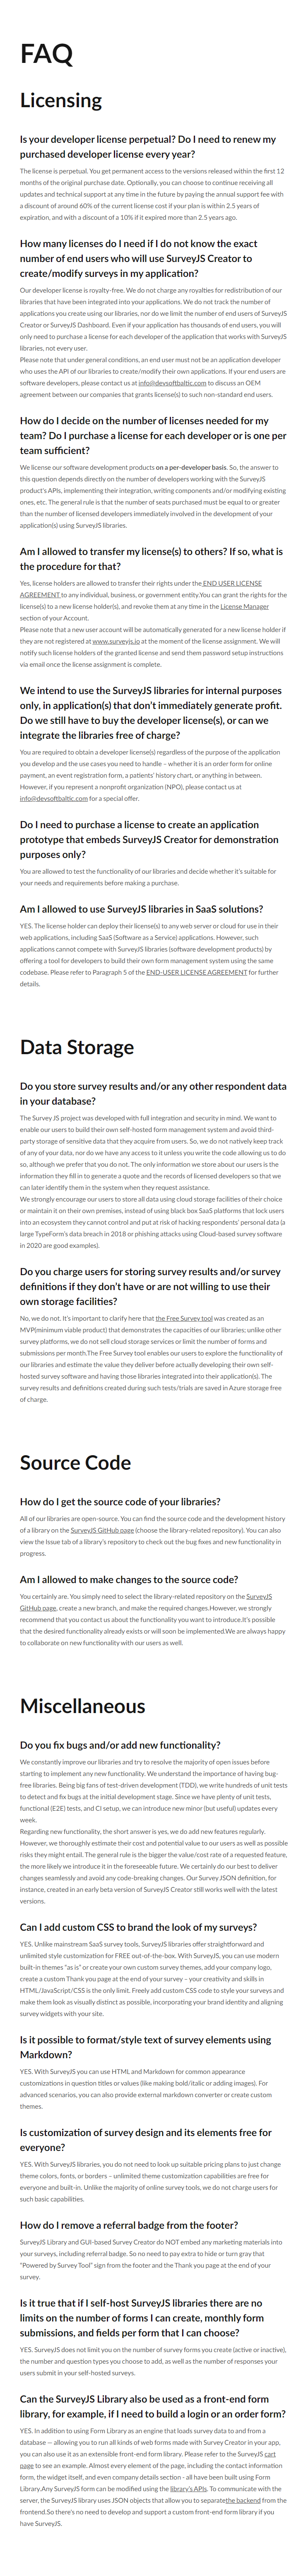 FAQ
Licensing
Is your developer license perpetual? Do I need to renew my
purchased developer license every year?
The license is perpetual. You get permanent access to the versions released within the first 12
months of the original purchase date. Optionally, you can choose to continue receiving all
updates and technical support at any time in the future by paying the annual support fee with
a discount of around 60% of the current license cost if your plan is within 2.5 years of
expiration, and with a discount of a 10% if it expired more than 2.5 years ago.
How many licenses do I need if I do not know the exact
number of end users who will use SurveyJS Creator to
create/modify surveys in my application?
Our developer license is royalty-free. We do not charge any royalties for redistribution of our
libraries that have been integrated into your applications. We do not track the number of
applications you create using our libraries, nor do we limit the number of end users of SurveyJS
Creator or SurveyJS Dashboard. Even if your application has thousands of end users, you will
only need to purchase a license for each developer of the application that works with SurveyJS
libraries, not every user.
Please note that under general conditions, an end user must not be an application developer
who uses the API of our libraries to create/modify their own applications. If your end users are
software developers, please contact us at info@devsoftbaltic.com to discuss an OEM
agreement between our companies that grants license(s) to such non-standard end users.
How do I decide on the number of licenses needed for my
team? Do I purchase a license for each developer or is one per
team sufficient?
We license our software development products on a per-developer basis. So, the answer to
this question depends directly on the number of developers working with the SurveyJS
product's APIs, implementing their integration, writing components and/or modifying existing
ones, etc. The general rule is that the number of seats purchased must be equal to or greater
than the number of licensed developers immediately involved in the development of your
application(s) using SurveyJS libraries.
Am I allowed to transfer my license(s) to others? If so, what is
the procedure for that?
Yes, license holders are allowed to transfer their rights under the END USER LICENSE
AGREEMENT to any individual, business, or government entity.You can grant the rights for the
license(s) to a new license holder(s), and revoke them at any time in the License Manager
section of your Account.
Please note that a new user account will be automatically generated for a new license holder if
they are not registered at www.surveyjs.io at the moment of the license assignment. We will
notify such license holders of the granted license and send them password setup instructions
via email once the license assignment is complete.
We intend to use the SurveyJS libraries for internal purposes
only, in application(s) that don't immediately generate profit.
Do we still have to buy the developer license(s), or can we
integrate the libraries free of charge?
You are required to obtain a developer license(s) regardless of the purpose of the application
you develop and the use cases you need to handle – whether it is an order form for online
payment, an event registration form, a patients' history chart, or anything in between.
However, if you represent a nonprofit organization (NPO), please contact us at
info@devsoftbaltic.com for a special offer.
Do I need to purchase a license to create an application
prototype that embeds SurveyJS Creator for demonstration
purposes only?
You are allowed to test the functionality of our libraries and decide whether it's suitable for
your needs and requirements before making a purchase.
Am I allowed to use SurveyJS libraries in SaaS solutions?
YES. The license holder can deploy their license(s) to any web server or cloud for use in their
web applications, including SaaS (Software as a Service) applications. However, such
applications cannot compete with SurveyJS libraries (software development products) by
offering a tool for developers to build their own form management system using the same
codebase. Please refer to Paragraph 5 of the END-USER LICENSE AGREEMENT for further
details.
Data Storage
Do you store survey results and/or any other respondent data
in your database?
The Survey JS project was developed with full integration and security in mind. We want to
enable our users to build their own self-hosted form management system and avoid third-
party storage of sensitive data that they acquire from users. So, we do not natively keep track
of any of your data, nor do we have any access to it unless you write the code allowing us to do
so, although we prefer that you do not. The only information we store about our users is the
information they fill in to generate a quote and the records of licensed developers so that we
can later identify them in the system when they request assistance.
We strongly encourage our users to store all data using cloud storage facilities of their choice
or maintain it on their own premises, instead of using black box SaaS platforms that lock users
into an ecosystem they cannot control and put at risk of hacking respondents' personal data (a
large TypeForm's data breach in 2018 or phishing attacks using Cloud-based survey software
in 2020 are good examples).
Do you charge users for storing survey results and/or survey
definitions if they don't have or are not willing to use their
own storage facilities?
No, we do not. It's important to clarify here that the Free Survey tool was created as an
MVP(minimum viable product) that demonstrates the capacities of our libraries; unlike other
survey platforms, we do not sell cloud storage services or limit the number of forms and
submissions per month.The Free Survey tool enables our users to explore the functionality of
our libraries and estimate the value they deliver before actually developing their own self-
hosted survey software and having those libraries integrated into their application(s). The
survey results and definitions created during such tests/trials are saved in Azure storage free
of charge.
Source Code
How do I get the source code of your libraries?
All of our libraries are open-source. You can find the source code and the development history
of a library on the SurveyJS GitHub page (choose the library-related repository). You can also
view the Issue tab of a library's repository to check out the bug fixes and new functionality in
progress.
Am I allowed to make changes to the source code?
You certainly are. You simply need to select the library-related repository on the SurveyJS
GitHub page, create a new branch, and make the required changes.However, we strongly
recommend that you contact us about the functionality you want to introduce.It's possible
that the desired functionality already exists or will soon be implemented.We are always happy
to collaborate on new functionality with our users as well.
Miscellaneous
Do you fix bugs and/or add new functionality?
We constantly improve our libraries and try to resolve the majority of open issues before
starting to implement any new functionality. We understand the importance of having bug-
free libraries. Being big fans of test-driven development (TDD), we write hundreds of unit tests
to detect and fix bugs at the initial development stage. Since we have plenty of unit tests,
functional (E2E) tests, and CI setup, we can introduce new minor (but useful) updates every
week.
Regarding new functionality, the short answer is yes, we do add new features regularly.
However, we thoroughly estimate their cost and potential value to our users as well as possible
risks they might entail. The general rule is the bigger the value/cost rate of a requested feature,
the more likely we introduce it in the foreseeable future. We certainly do our best to deliver
changes seamlessly and avoid any code-breaking changes. Our Survey JSON definition, for
instance, created in an early beta version of SurveyJS Creator still works well with the latest
versions.
Can I add custom CSS to brand the look of my surveys?
YES. Unlike mainstream SaaS survey tools, SurveyJS libraries offer straightforward and
unlimited style customization for FREE out-of-the-box. With SurveyJS, you can use modern
built-in themes "as is" or create your own custom survey themes, add your company logo,
create a custom Thank you page at the end of your survey – your creativity and skills in
HTML/JavaScript/CSS is the only limit. Freely add custom CSS code to style your surveys and
make them look as visually distinct as possible, incorporating your brand identity and aligning
survey widgets with your site.
Is it possible to format/style text of survey elements using
Markdown?
YES. With SurveyJS you can use HTML and Markdown for common appearance
customizations in question titles or values (like making bold/italic or adding images). For
advanced scenarios, you can also provide external markdown converter or create custom
themes.
Is customization of survey design and its elements free for
everyone?
YES. With SurveyJS libraries, you do not need to look up suitable pricing plans to just change
theme colors, fonts, or borders – unlimited theme customization capabilities are free for
everyone and built-in. Unlike the majority of online survey tools, we do not charge users for
such basic capabilities.
How do I remove a referral badge from the footer?
SurveyJS Library and GUI-based Survey Creator do NOT embed any marketing materials into
your surveys, including referral badge. So no need to pay extra to hide or turn gray that
"Powered by Survey Tool" sign from the footer and the Thank you page at the end of your
survey.
Is it true that if I self-host SurveyJS libraries there are no
limits on the number of forms I can create, monthly form
submissions, and fields per form that I can choose?
YES. SurveyJS does not limit you on the number of survey forms you create (active or inactive),
the number and question types you choose to add, as well as the number of responses your
users submit in your self-hosted surveys.
Can the SurveyJS Library also be used as a front-end form
library, for example, if I need to build a login or an order form?
YES. In addition to using Form Library as an engine that loads survey data to and from a
database — allowing you to run all kinds of web forms made with Survey Creator in your app,
you can also use it as an extensible front-end form library. Please refer to the SurveyJS cart
page to see an example. Almost every element of the page, including the contact information
form, the widget itself, and even company details section - all have been built using Form
Library.Any SurveyJS form can be modified using the library's APIs. To communicate with the
server, the SurveyJS library uses JSON objects that allow you to separatethe backend from the
frontend.So there's no need to develop and support a custom front-end form library if you
have SurveyJS.